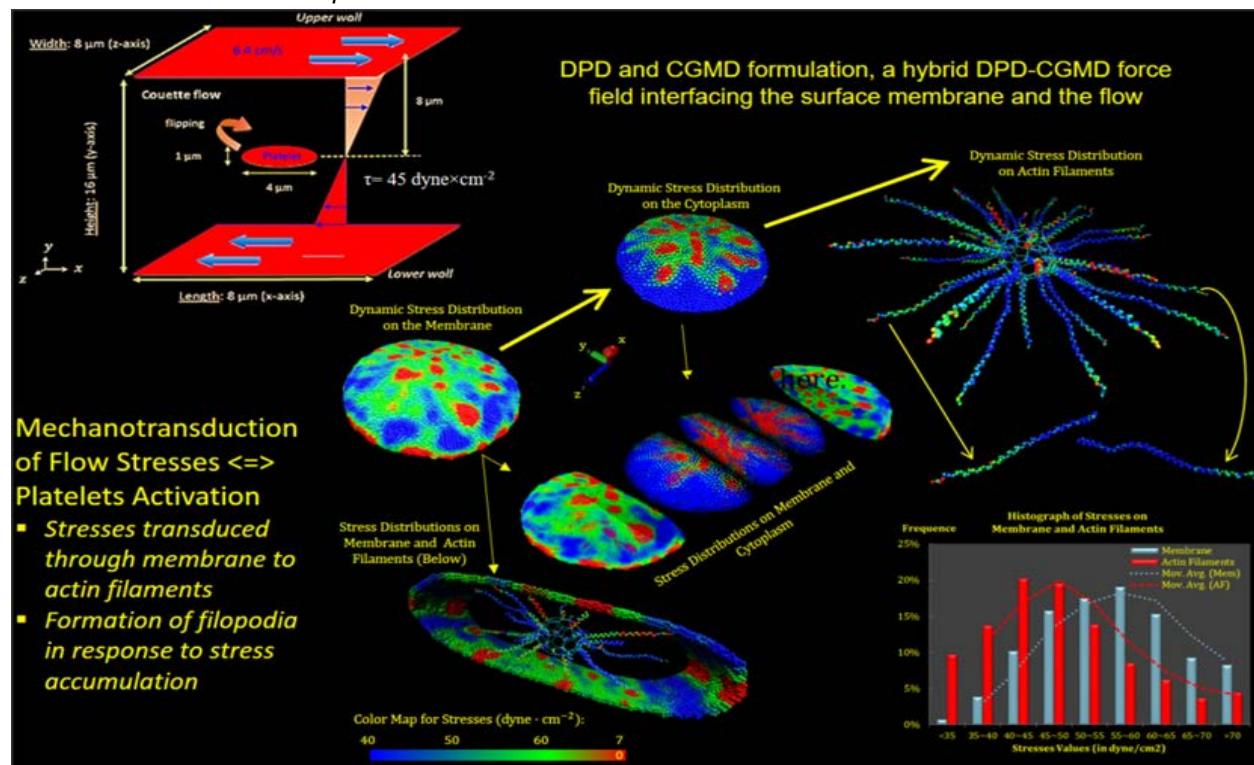 Upper wall
Width: 8 µm (z-axis)
6.4 cm/s
Couette flow
8 µm
flipping
1 µm
Platelet
4 µm
τ= 45 dyne×cm⁻²
Height: 16 µm (y-axis)
y
z
x
Lower wall
Length: 8 µm (x-axis)
DPD and CGMD formulation, a hybrid DPD-CGMD force
field interfacing the surface membrane and the flow
Dynamic Stress Distribution
on the Membrane
Dynamic Stress Distribution
on the Cytoplasm
Dynamic Stress Distribution
on Actin Filaments
y
x
z
here.
Mechanotransduction
of Flow Stresses <=>
Platelets Activation
▪ Stresses transduced
through membrane to
actin filaments
▪ Formation of filopodia
in response to stress
accumulation
Stress Distributions on
Membrane and Actin
Filaments (Below)
Stress Distributions on Membrane and
Cytoplasm
Color Map for Stresses (dyne · cm⁻²):
40 50 60 7
0
Histograph of Stresses on
Membrane and Actin Filaments
Frequence
25%
20%
15%
10%
5%
0%
Membrane
Actin Filaments
Mov. Avg. (Mem)
Mov. Avg. (AF)
<35 35~40 40~45 45~50 50~55 55~60 60~65 65~70 >70
Stresses Values (in dyne/cm2)